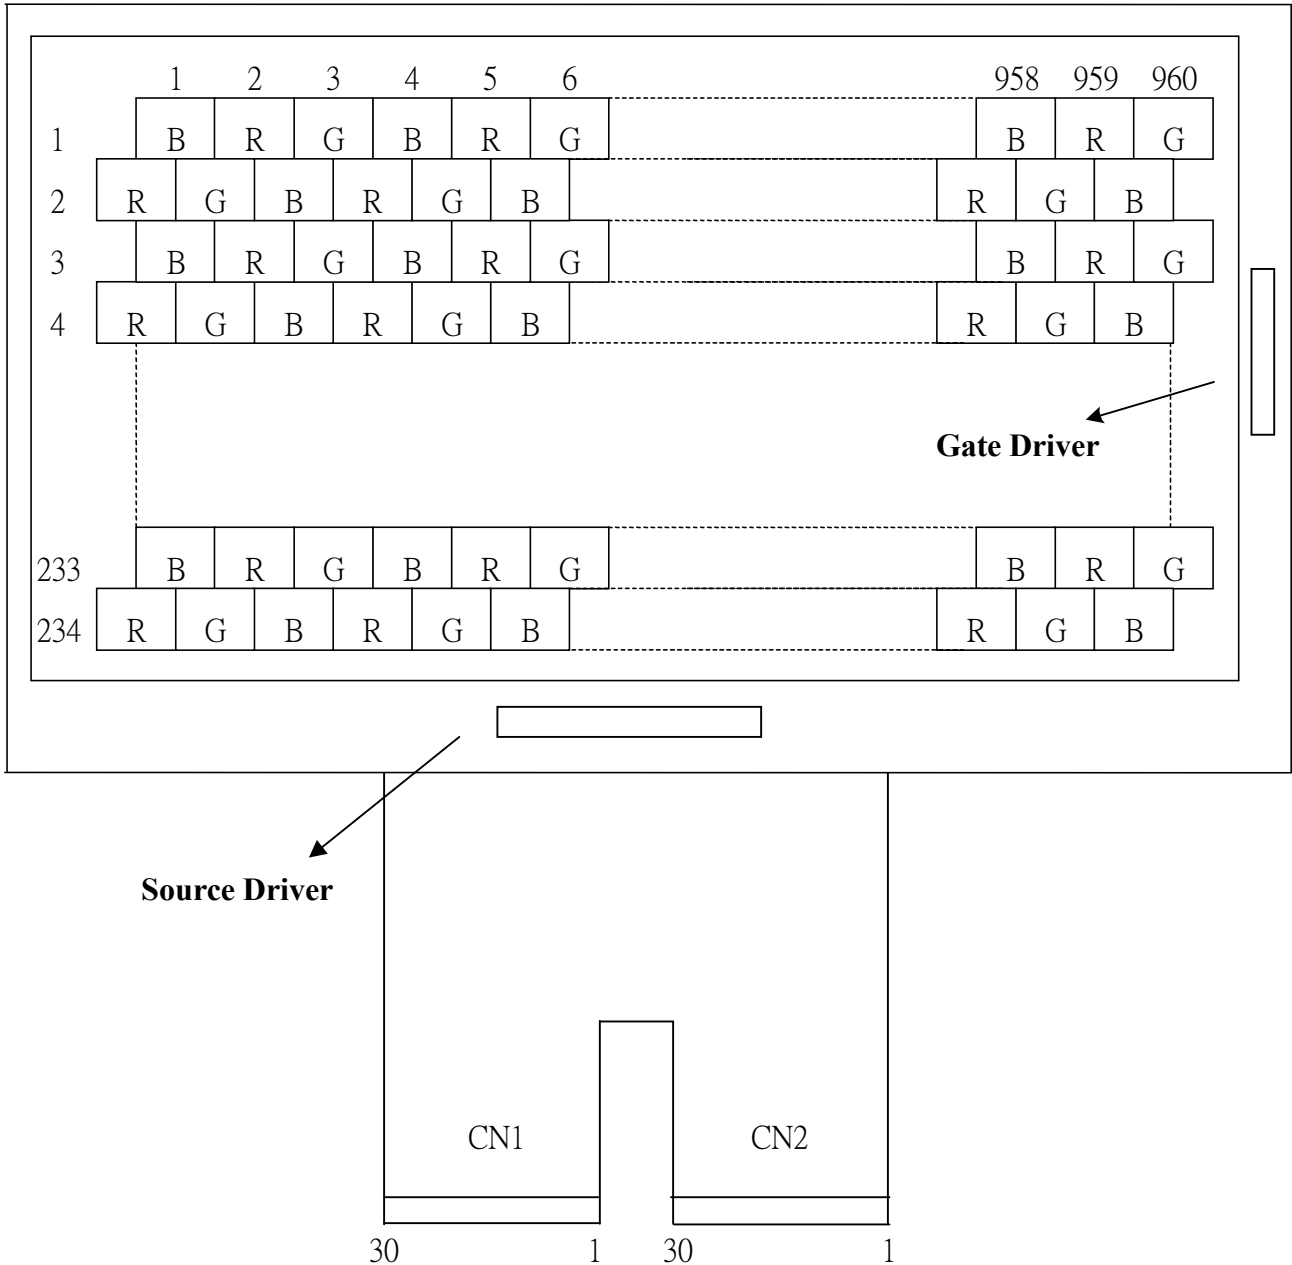 1 2 3 4 5 6 958 959 960
1 B R G B R G B R G
2 R G B R G B R G B
3 B R G B R G B R G
4 R G B R G B R G B
Gate Driver
233 B R G B R G B R G
234 R G B R G B R G B
Source Driver
CN1 CN2
30 1 30 1